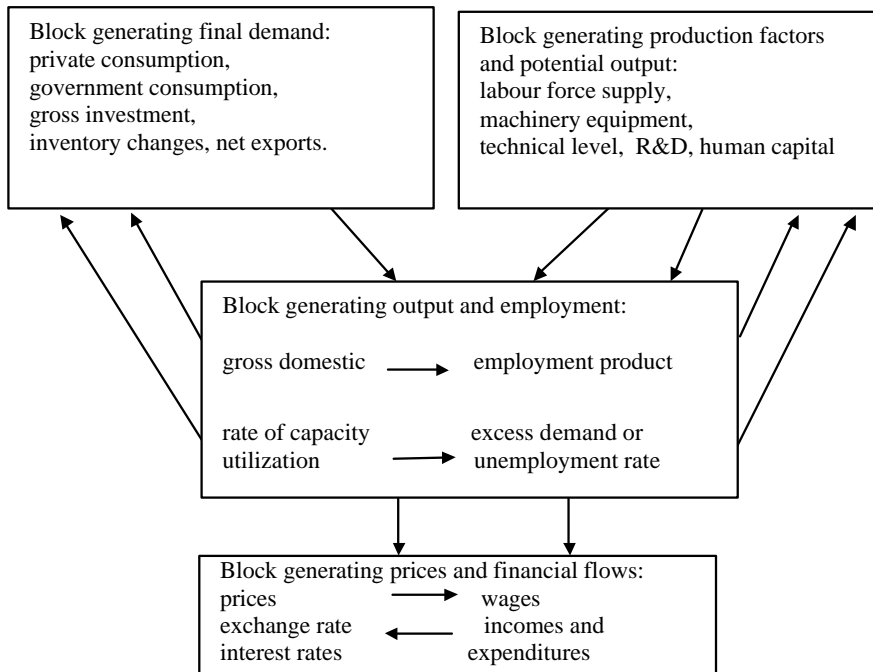 Block generating final demand:
private consumption,
government consumption,
gross investment,
inventory changes, net exports.
Block generating production factors
and potential output:
labour force supply,
machinery equipment,
technical level, R&D, human capital
Block generating output and employment:
gross domestic employment product
rate of capacity excess demand or
utilization unemployment rate
Block generating prices and financial flows:
prices wages
exchange rate incomes and
interest rates expenditures